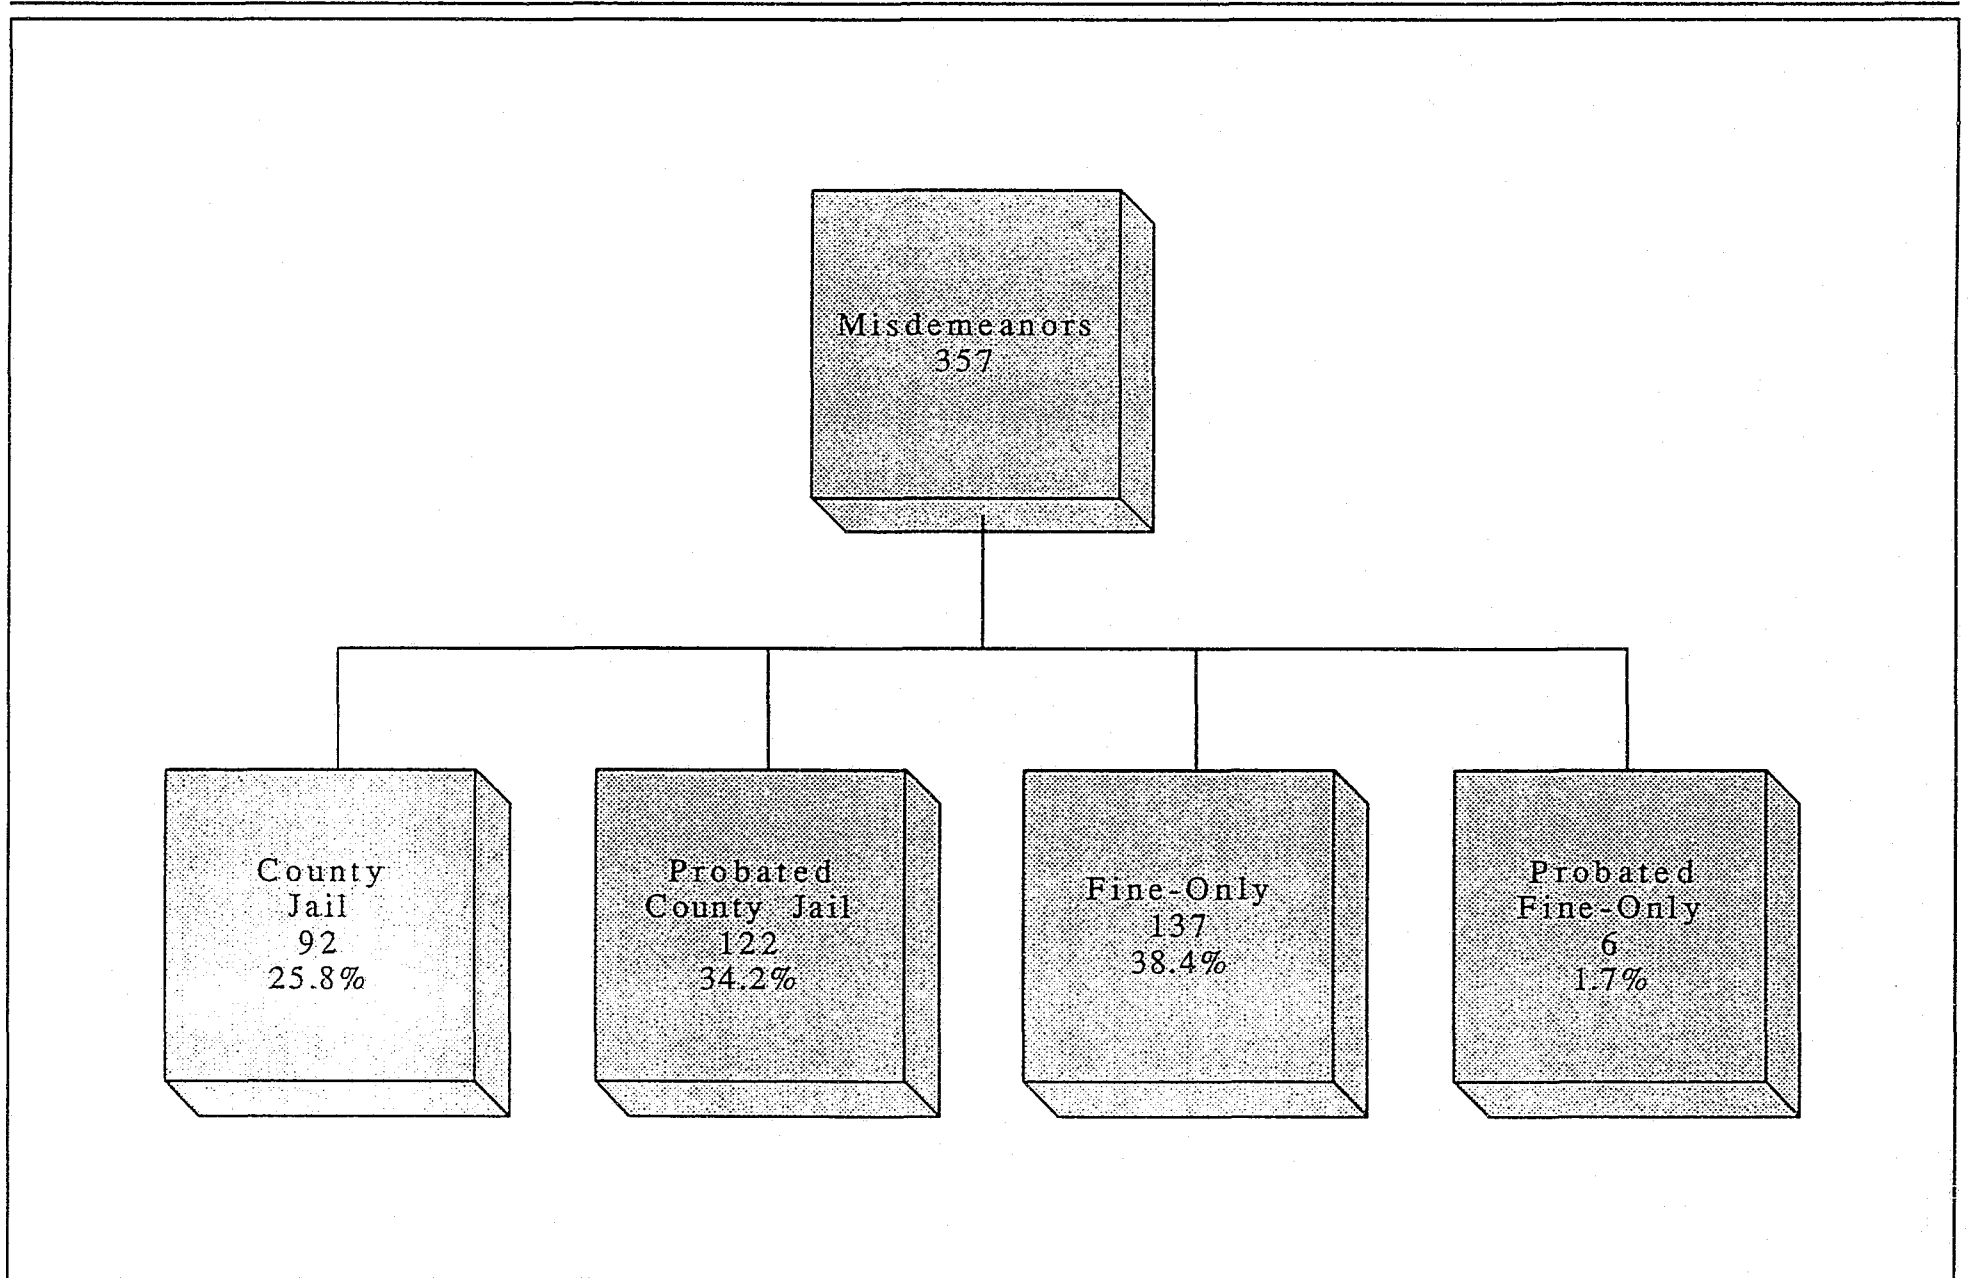 Misdemeanors
357
County
Jail
92
25.8%
Probated
County Jail
122
34.2%
Fine-Only
137
38.4%
Probated
Fine-Only
6
1.7%